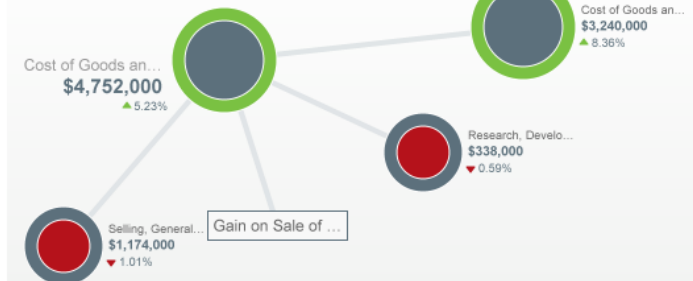 Cost of Goods an...
$3,240,000
8.36%
Cost of Goods an...
$4,752,000
5.23%
Research, Develo...
$338,000
0.59%
Selling, General...
$1,174,000
1.01%
Gain on Sale of ...